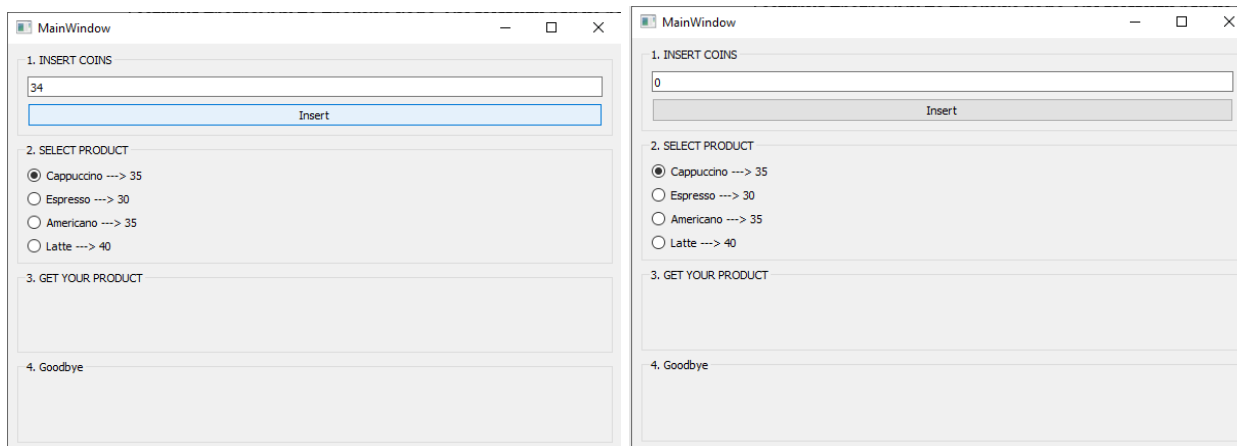 MainWindow
1. INSERT COINS
34
Insert
2. SELECT PRODUCT
Cappuccino ---> 35
Espresso ---> 30
Americano ---> 35
Latte ---> 40
3. GET YOUR PRODUCT
4. Goodbye
MainWindow
1. INSERT COINS
0
Insert
2. SELECT PRODUCT
Cappuccino ---> 35
Espresso ---> 30
Americano ---> 35
Latte ---> 40
3. GET YOUR PRODUCT
4. Goodbye